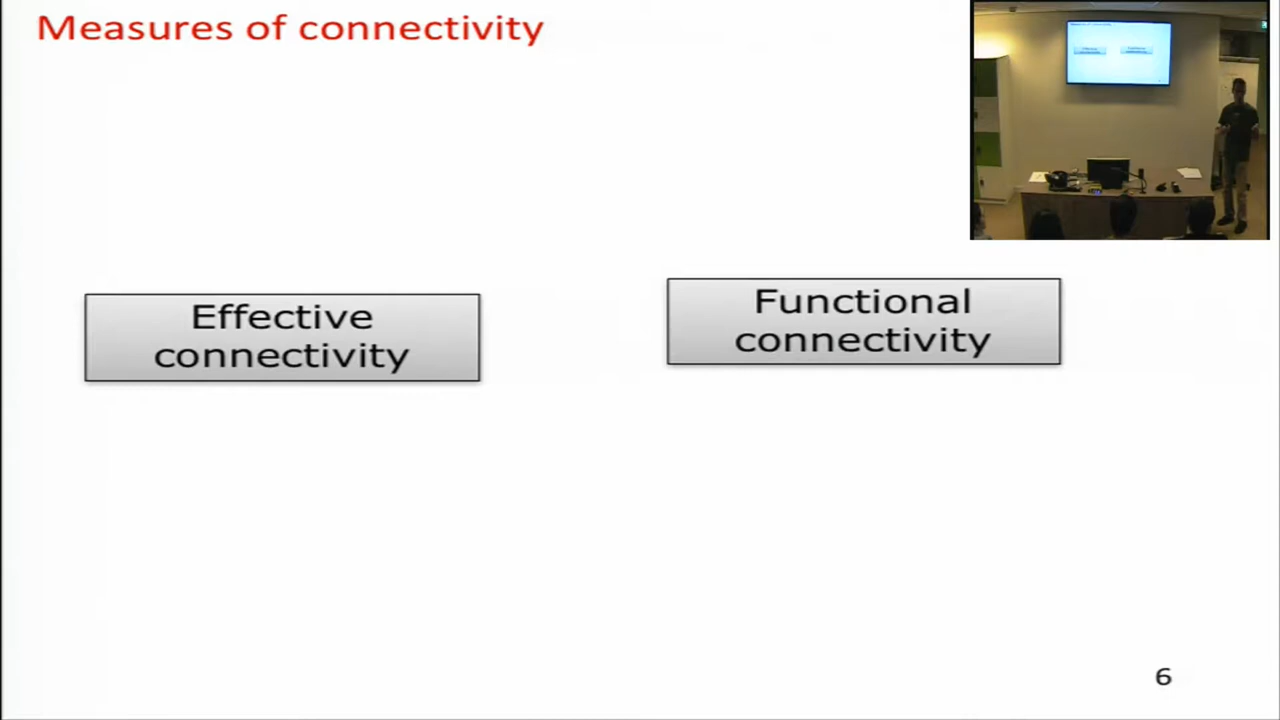 Measures of connectivity
Effective
connectivity
Functional
connectivity
6